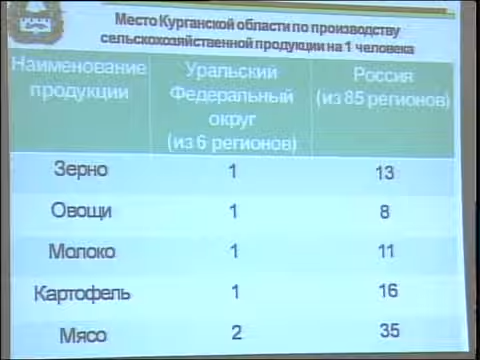 Место Курганской области по производству
сельскохозяйственной продукции на 1 человека
Наименование продукции
Уральский Федеральный округ (из 6 регионов)
Россия (из 85 регионов)
Зерно 1 13
Овощи 1 8
Молоко 1 11
Картофель 1 16
Мясо 2 35